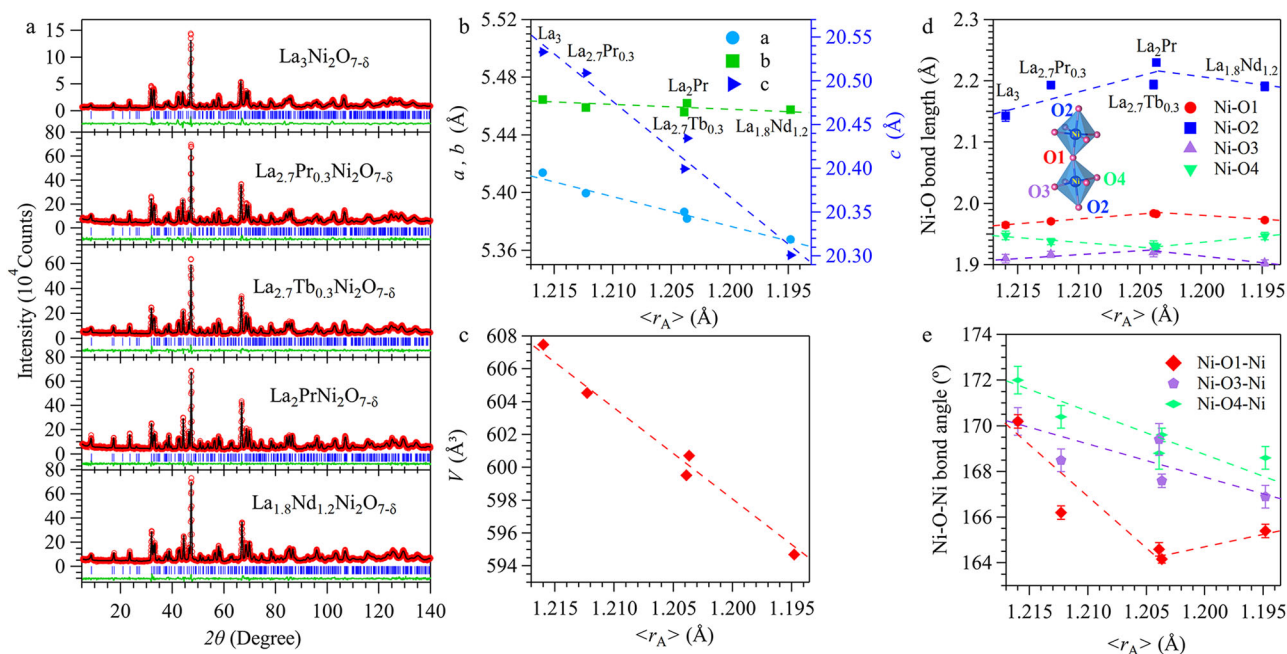 a
Intensity (10⁴ Counts)
La₃Ni₂O₇₋δ
15
10
5
0
La₂.₇Pr₀.₃Ni₂O₇₋δ
80
60
40
20
0
La₂.₇Tb₀.₃Ni₂O₇₋δ
60
40
20
0
La₂PrNi₂O₇₋δ
80
60
40
20
0
La₁.₈Nd₁.₂Ni₂O₇₋δ
80
60
40
20
0
20 40 60 80 100 120 140
2θ (Degree)
b
5.52
5.48
5.44
5.40
5.36
a , b (Å)
La₃
La₂.₇Pr₀.₃
La₂Pr
La₂.₇Tb₀.₃
La₁.₈Nd₁.₂
a
b
c
20.55
20.50
20.45
20.40
20.35
20.30
c (Å)
1.215 1.210 1.205 1.200 1.195
<rA> (Å)
c
608
606
604
602
600
598
596
594
V (Å³)
1.215 1.210 1.205 1.200 1.195
<rA> (Å)
d
2.3
2.2
2.1
2.0
1.9
Ni-O bond length (Å)
La₃
La₂.₇Pr₀.₃
La₂Pr
La₂.₇Tb₀.₃
La₁.₈Nd₁.₂
O2
Ni
O1
Ni
O3
O4
O2
Ni-O1
Ni-O2
Ni-O3
Ni-O4
1.215 1.210 1.205 1.200 1.195
<rA> (Å)
e
174
172
170
168
166
164
Ni-O-Ni bond angle (º)
Ni-O1-Ni
Ni-O3-Ni
Ni-O4-Ni
1.215 1.210 1.205 1.200 1.195
<rA> (Å)